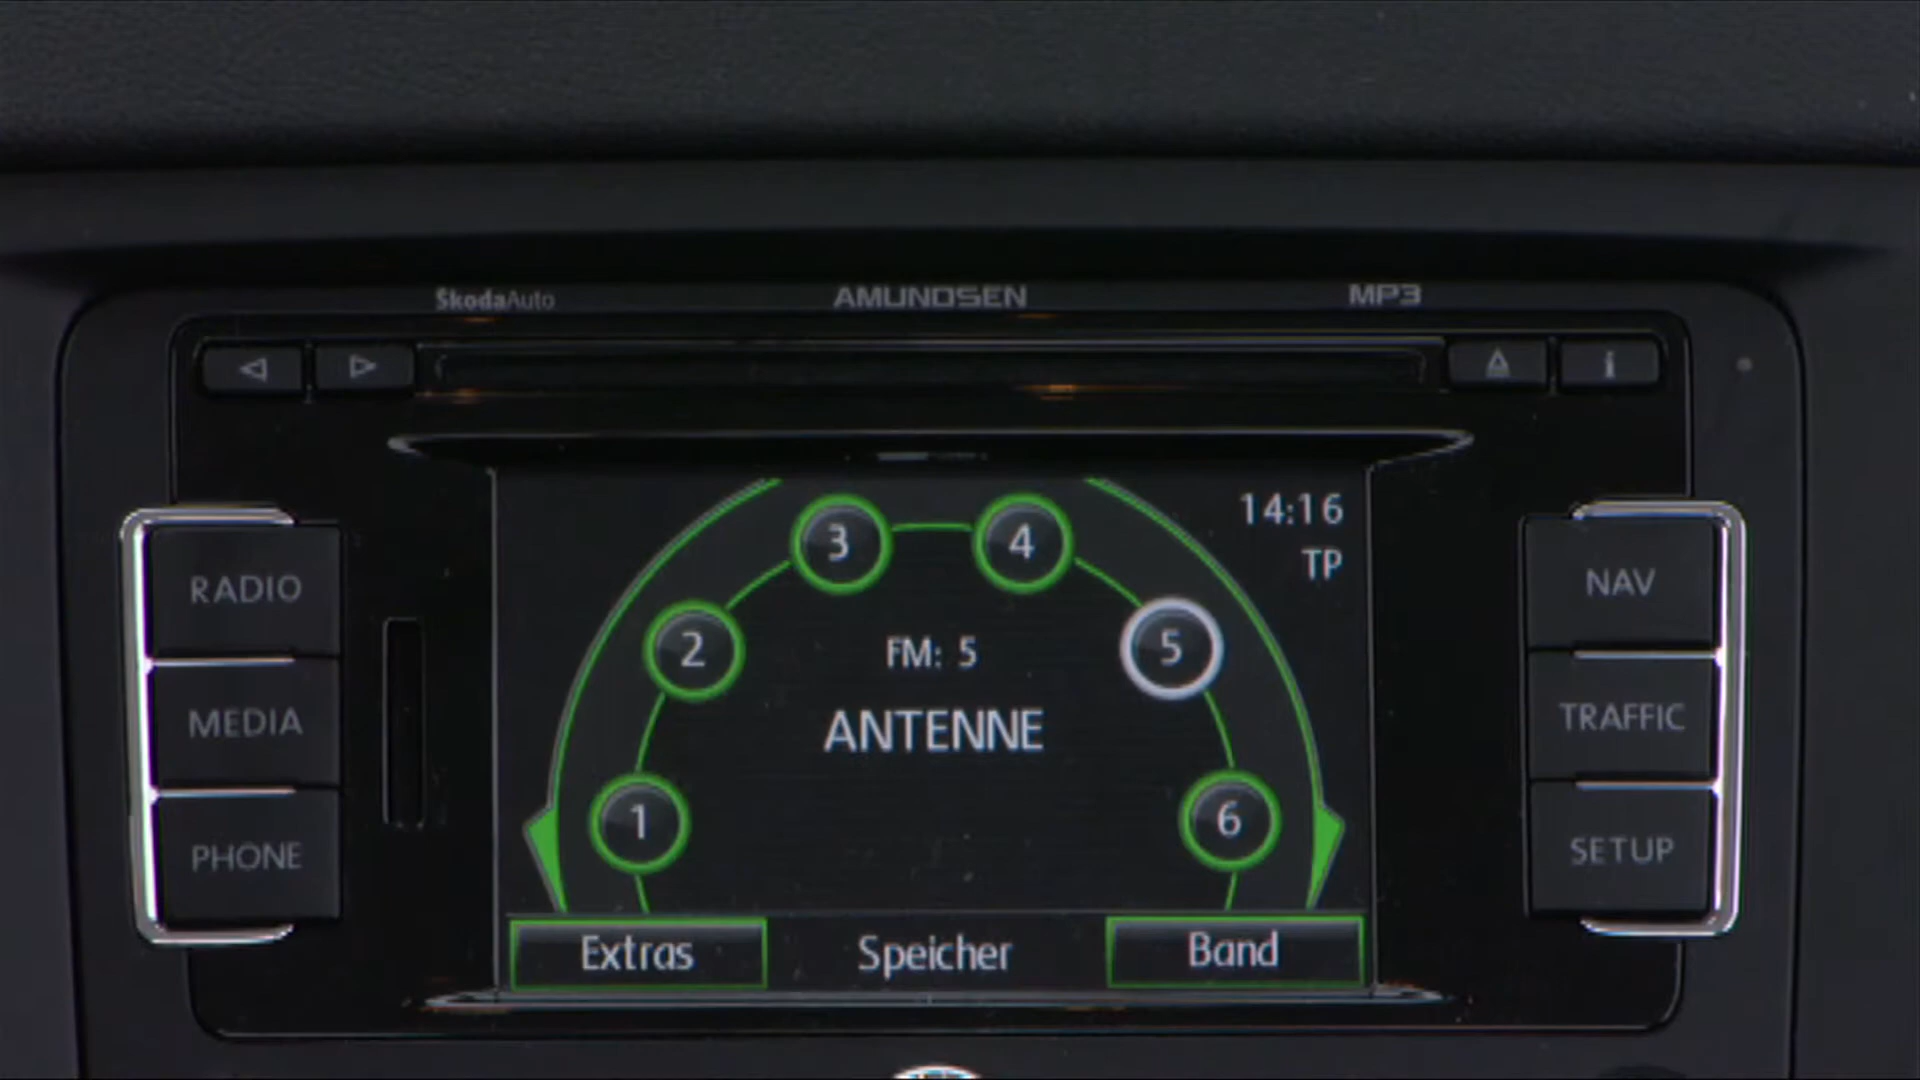 ŠkodaAuto
AMUNDSEN
MP3
i
3
4
14:16
TP
RADIO
NAV
2
FM: 5
5
MEDIA
ANTENNE
TRAFFIC
1
6
PHONE
SETUP
Extras
Speicher
Band